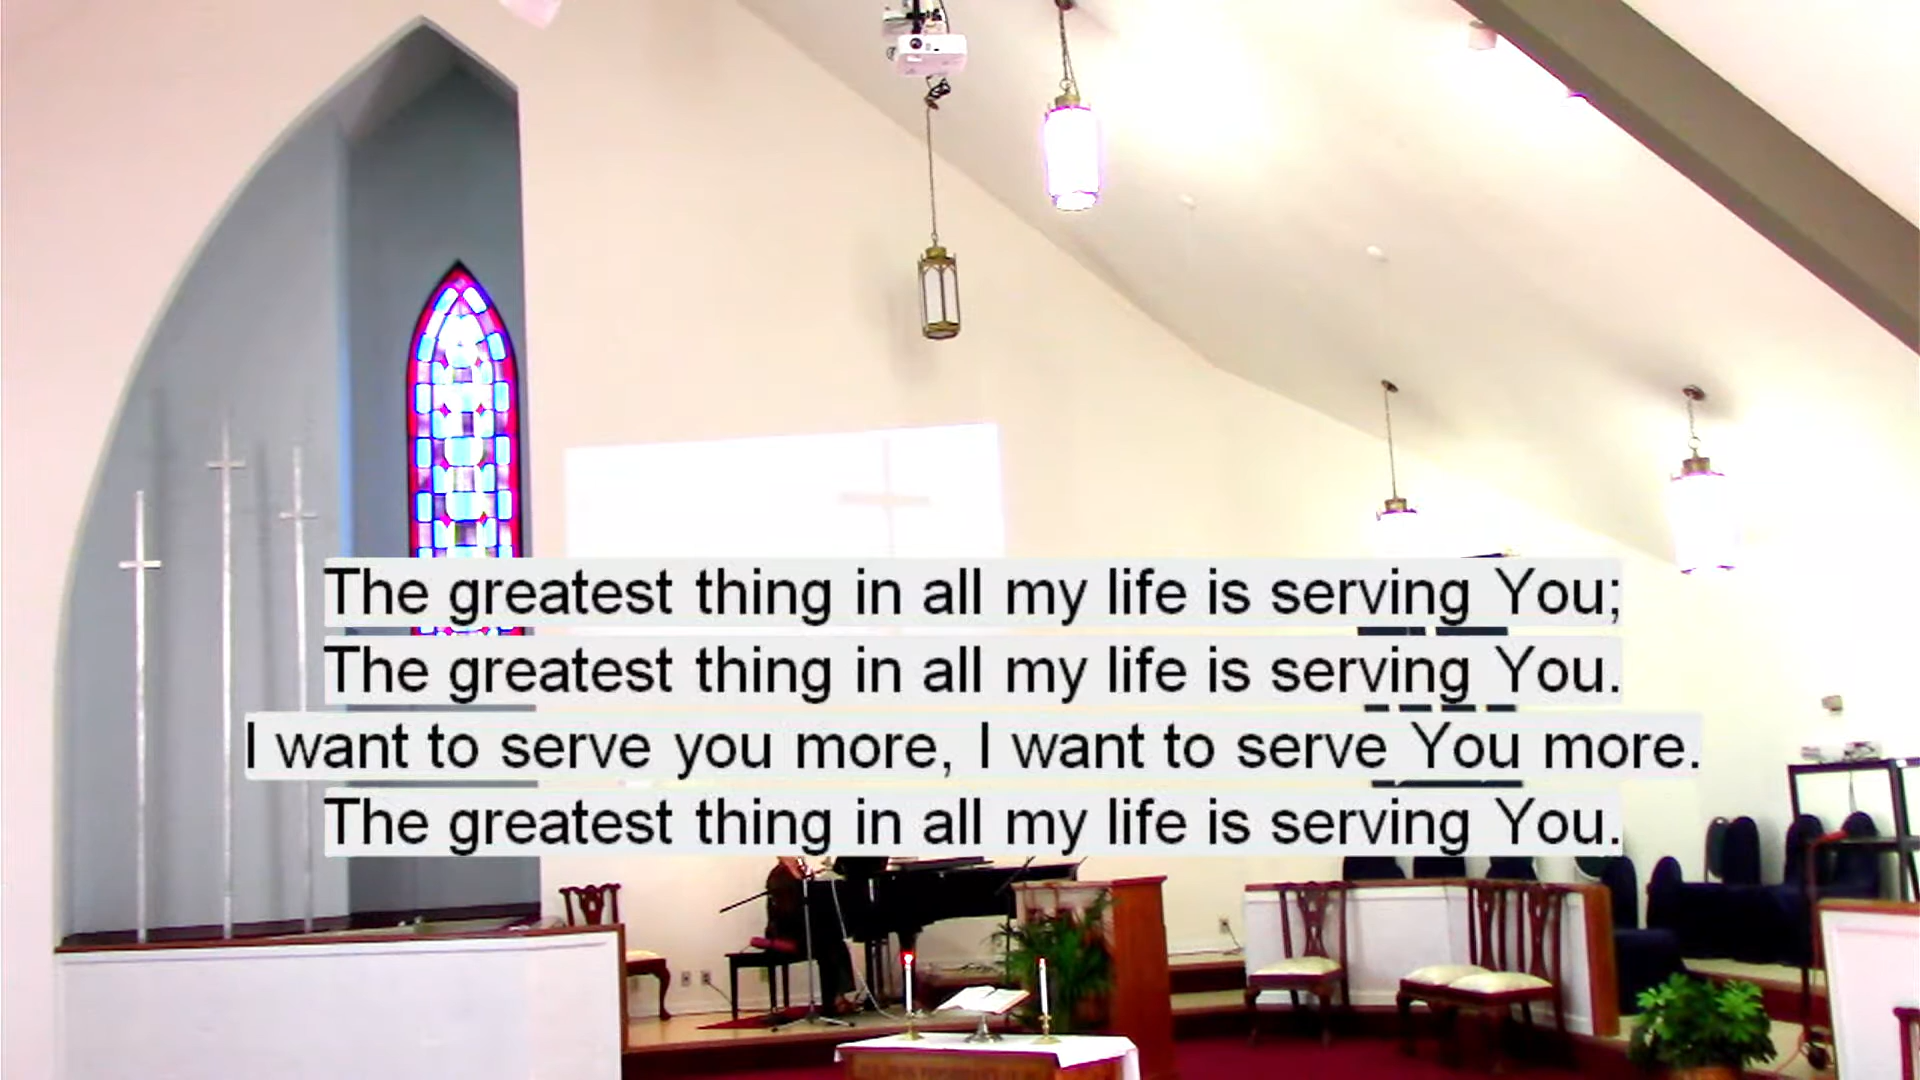 The greatest thing in all my life is serving You;
The greatest thing in all my life is serving You.
I want to serve you more, I want to serve You more.
The greatest thing in all my life is serving You.